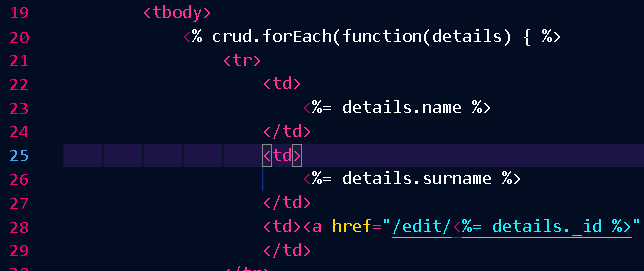 19 <tbody>
20 <% crud.forEach(function(details) { %>
21 <tr>
22 <td>
23 <%= details.name %>
24 </td>
25 <td>
26 <%= details.surname %>
27 </td>
28 <td><a href="/edit/<%= details._id %>"
29 </td>